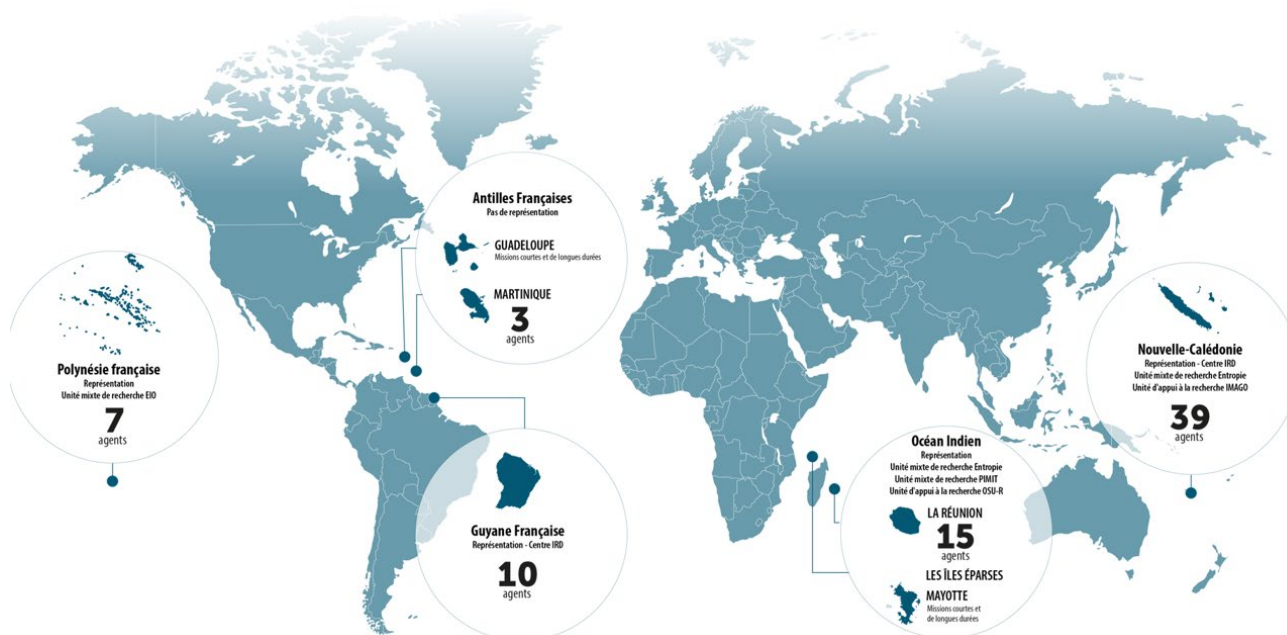 Antilles Françaises
Pas de représentation
GUADELOUPE
Missions courtes et de longues durées
MARTINIQUE
3
agents
Polynésie française
Représentation
Unité mixte de recherche EIO
7
agents
Nouvelle-Calédonie
Représentation - Centre IRD
Unité mixte de recherche Entropie
Unité d'appui à la recherche IMAGO
39
agents
Guyane Française
Représentation - Centre IRD
10
agents
Océan Indien
Représentation
Unité mixte de recherche Entropie
Unité mixte de recherche PIMIT
Unité d'appui à la recherche OSU-R
LA RÉUNION
15
agents
LES ÎLES ÉPARSES
MAYOTTE
Missions courtes et
de longues durées